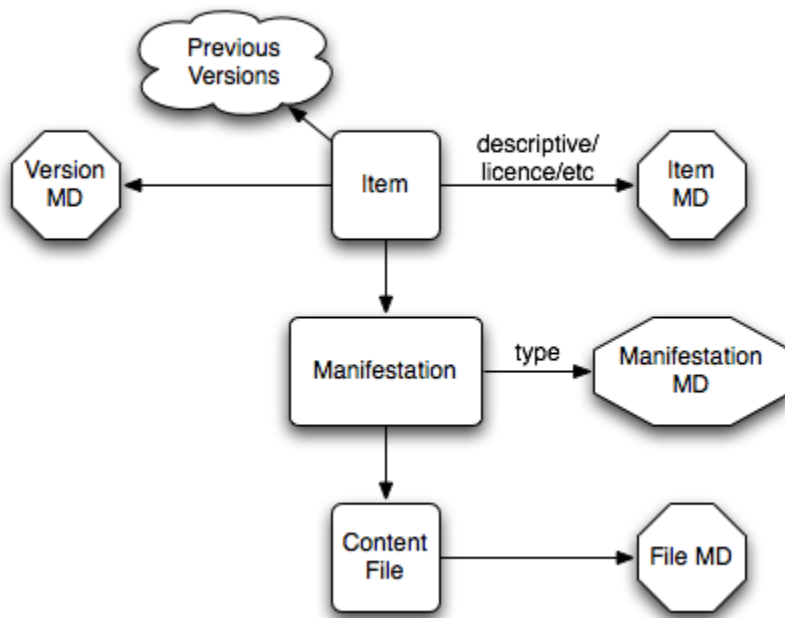 Previous
Versions
Version
MD
Item
descriptive/
licence/etc
Item
MD
Manifestation
type
Manifestation
MD
Content
File
File MD